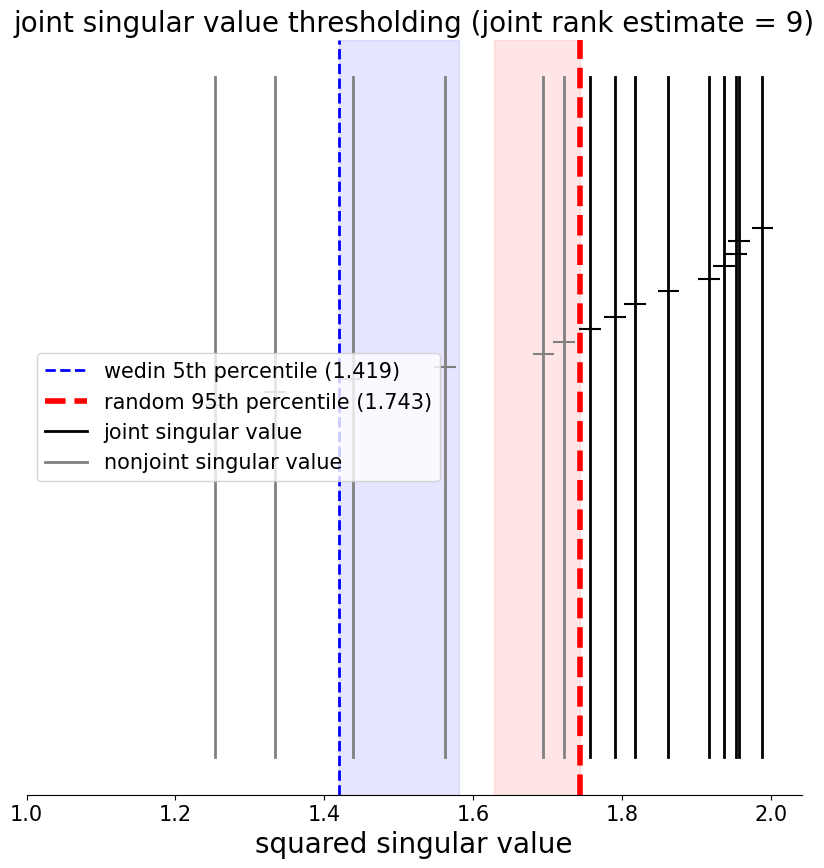 joint singular value thresholding (joint rank estimate = 9)
wedin 5th percentile (1.419)
random 95th percentile (1.743)
joint singular value
nonjoint singular value
1.0 1.2 1.4 1.6 1.8 2.0
squared singular value